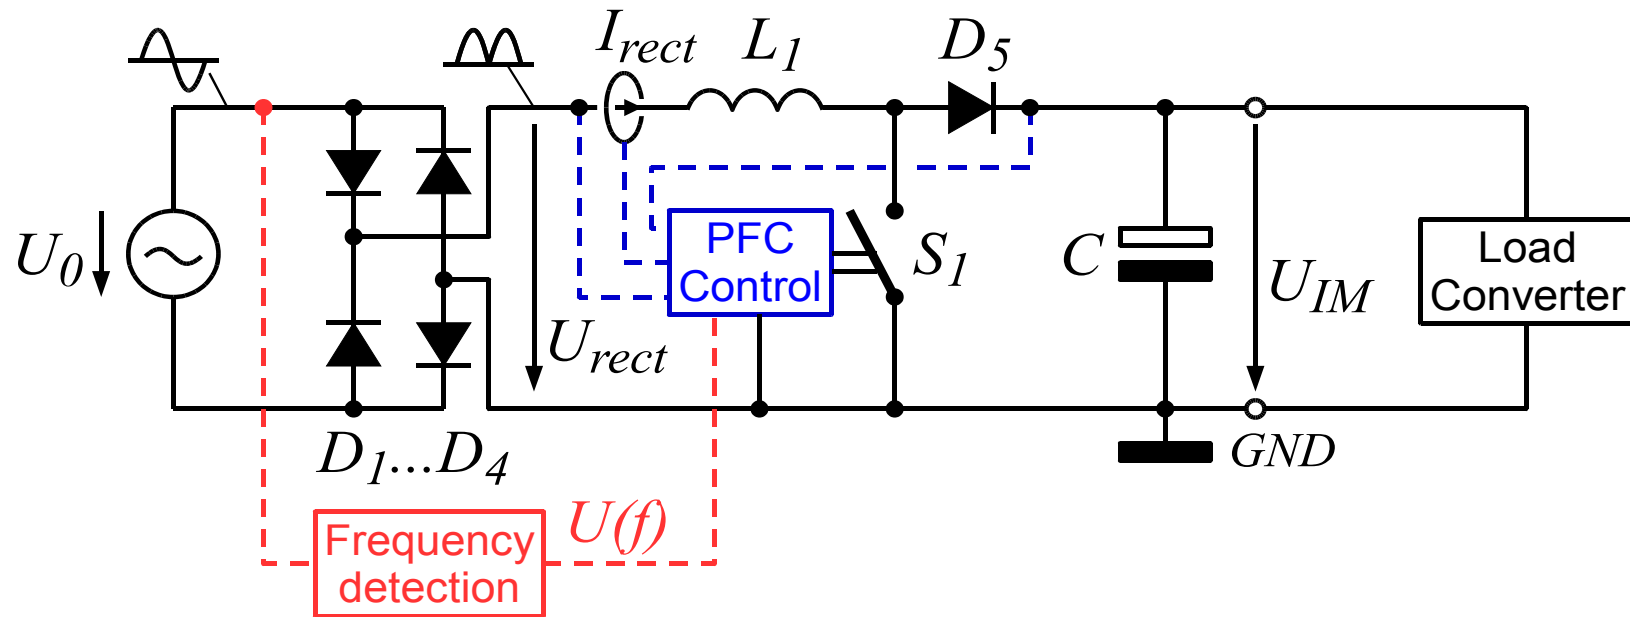 I_rect
L_1
D_5
U_0
PFC
Control
S_1
C
U_IM
Load
Converter
U_rect
D_1...D_4
GND
U(f)
Frequency
detection